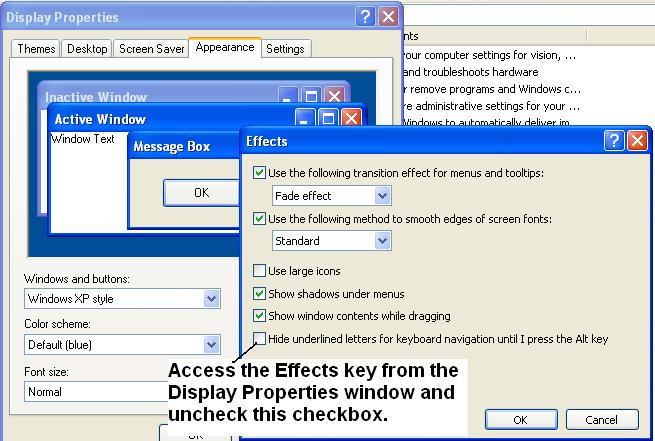 Display Properties
nts
Themes Desktop Screen Saver Appearance Settings
your computer settings for vision, ...
and troubleshoots hardware
r remove programs and Windows c...
re administrative settings for your ...
Windows to automatically deliver im
Inactive Window
Active Window
Window Text
Message Box
OK
Effects
Use the following transition effect for menus and tooltips:
Fade effect
Use the following method to smooth edges of screen fonts:
Standard
Use large icons
Show shadows under menus
Show window contents while dragging
Hide underlined letters for keyboard navigation until I press the Alt key
OK Cancel
Windows and buttons:
Windows XP style
Color scheme:
Default (blue)
Font size:
Normal
Access the Effects key from the
Display Properties window and
uncheck this checkbox.
OK